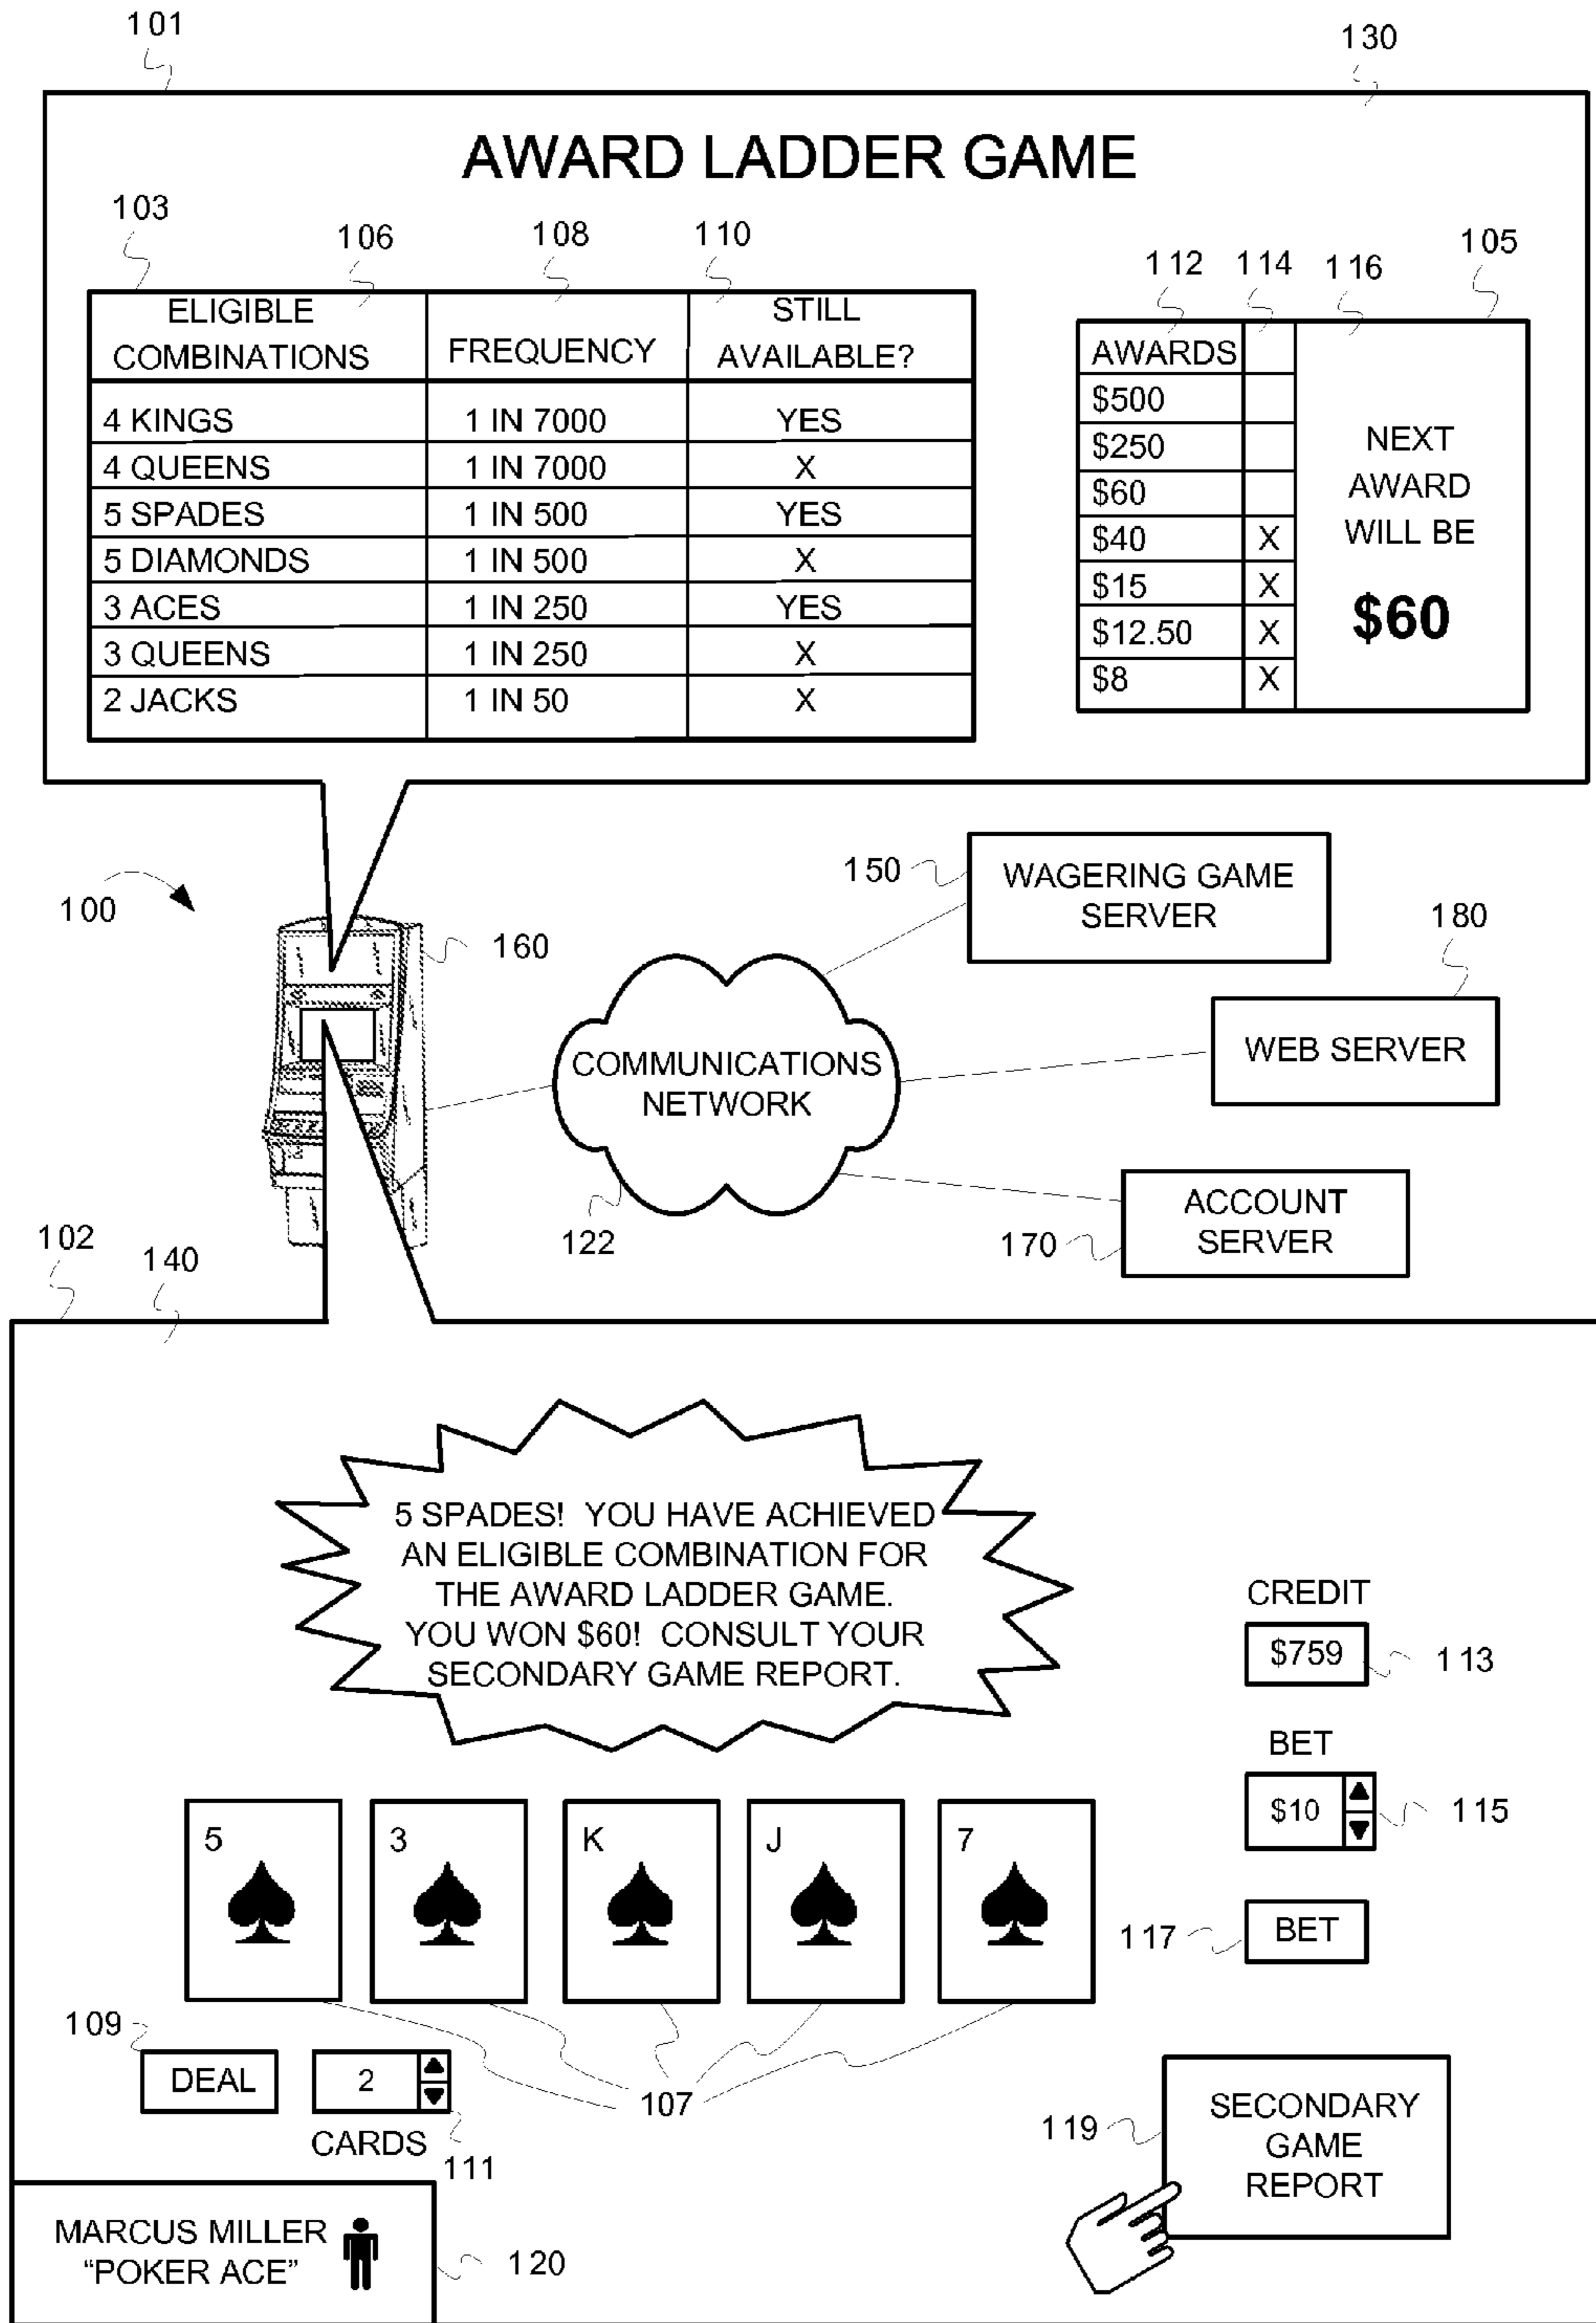 101
130
AWARD LADDER GAME
103
106
108
110
112
114
116
105
ELIGIBLE
COMBINATIONS
FREQUENCY
STILL
AVAILABLE?
4 KINGS 1 IN 7000 YES
4 QUEENS 1 IN 7000 X
5 SPADES 1 IN 500 YES
5 DIAMONDS 1 IN 500 X
3 ACES 1 IN 250 YES
3 QUEENS 1 IN 250 X
2 JACKS 1 IN 50 X
AWARDS
$500
$250
$60
$40 X
$15 X
$12.50 X
$8 X
NEXT
AWARD
WILL BE
$60
100
160
150
WAGERING GAME
SERVER
180
WEB SERVER
COMMUNICATIONS
NETWORK
122
170
ACCOUNT
SERVER
102
140
5 SPADES! YOU HAVE ACHIEVED
AN ELIGIBLE COMBINATION FOR
THE AWARD LADDER GAME.
YOU WON $60! CONSULT YOUR
SECONDARY GAME REPORT.
CREDIT
$759
113
BET
$10
115
5
3
K
J
7
117
BET
109
DEAL
2
CARDS
111
107
119
SECONDARY
GAME
REPORT
MARCUS MILLER
“POKER ACE”
120